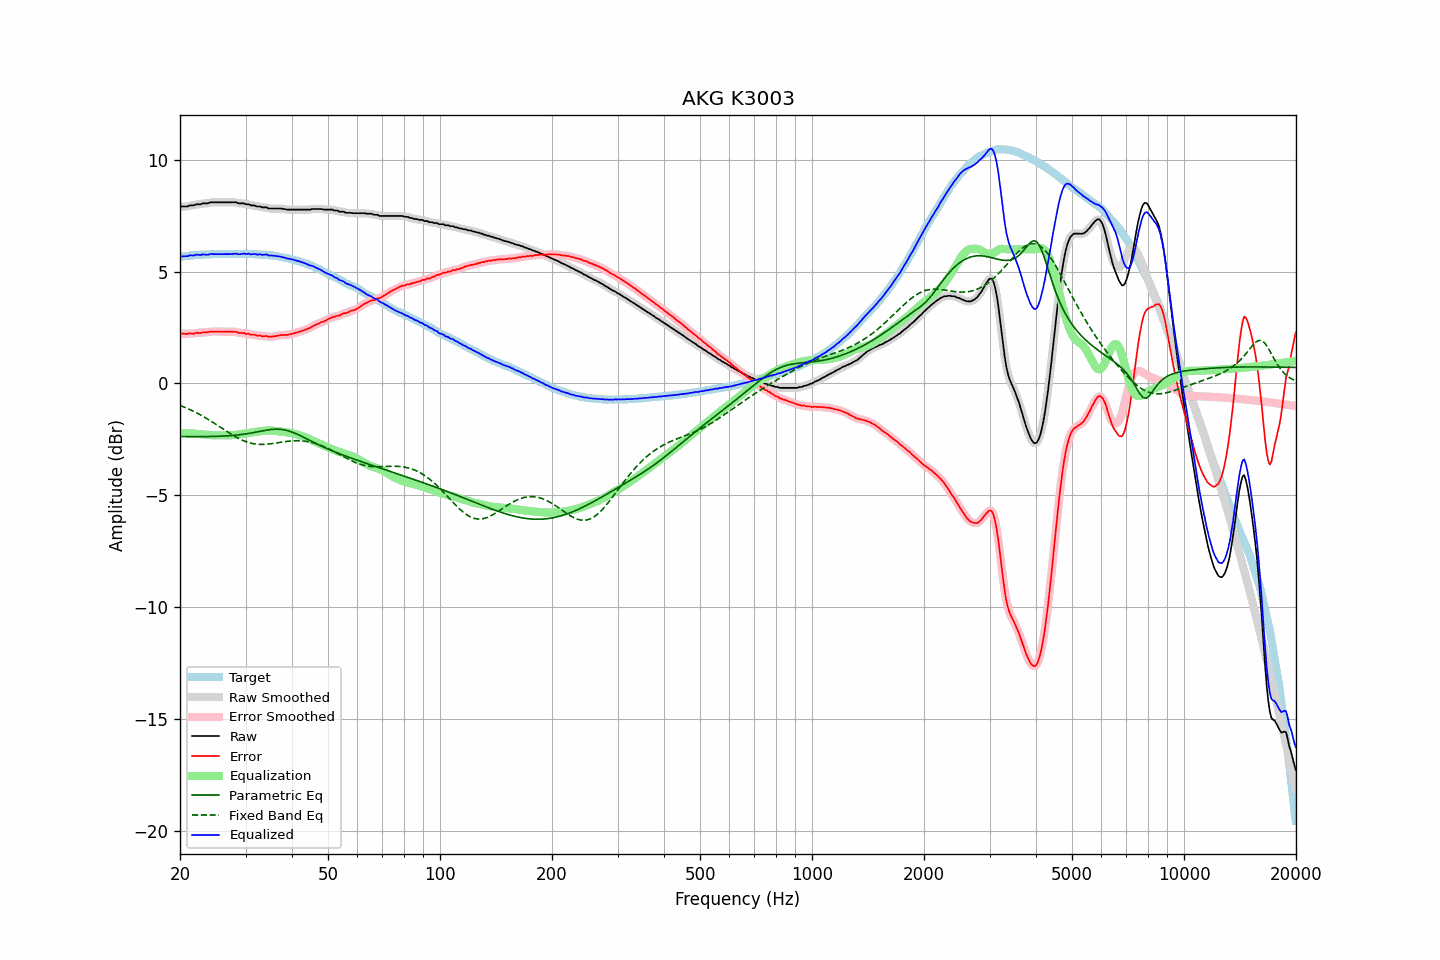 AKG K3003
Amplitude (dBr)
10
5
0
−5
−10
−15
−20
Target
Raw Smoothed
Error Smoothed
Raw
Error
Equalization
Parametric Eq
Fixed Band Eq
Equalized
20 50 100 200 500 1000 2000 5000 10000 20000
Frequency (Hz)